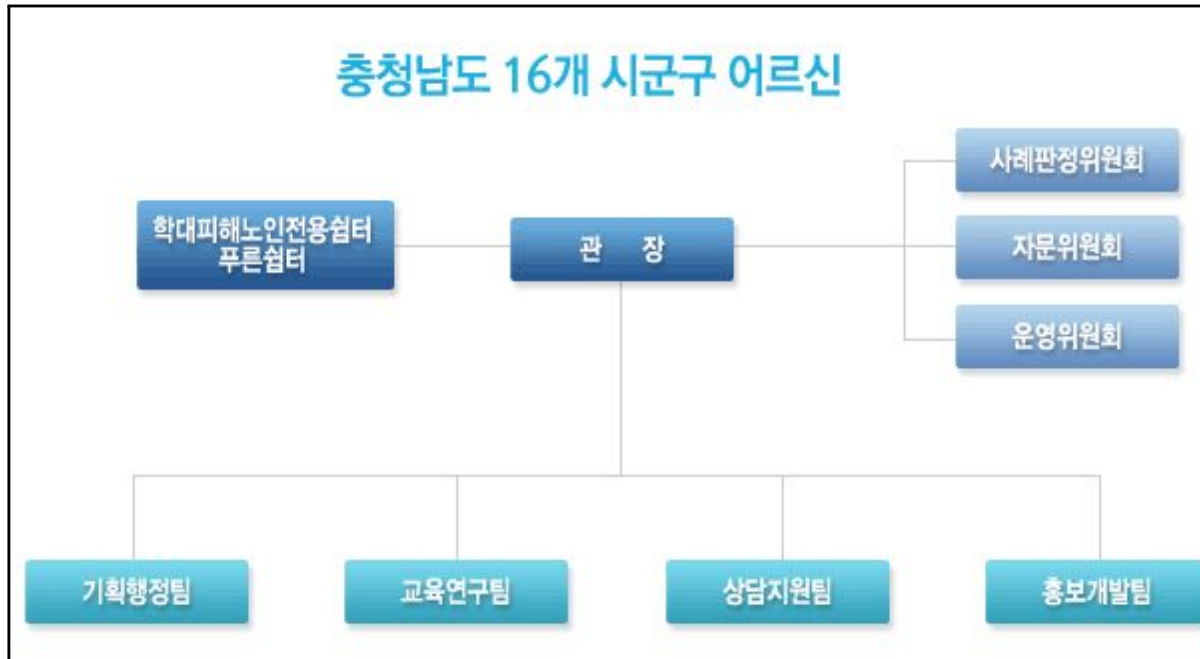 충청남도 16개 시군구 어르신
사례판정위원회
학대피해노인전용쉼터
푸른쉼터
관 장
자문위원회
운영위원회
기획행정팀
교육연구팀
상담지원팀
홍보개발팀